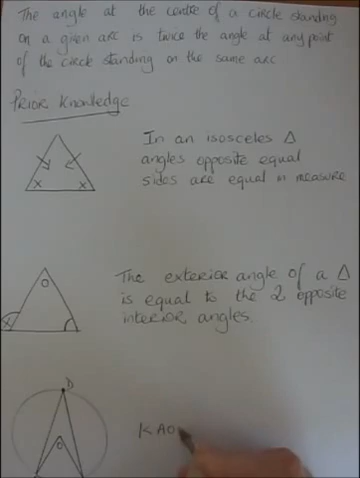 The angle at the centre of a circle standing
on a given arc is twice the angle at any point
of the circle standing on the same arc
PRIOR Knowledge
In an isosceles Δ
angles opposite equal
sides are equal in measure
x x
The exterior angle of a Δ
is equal to the 2 opposite
interior angles
x
D
|< AO